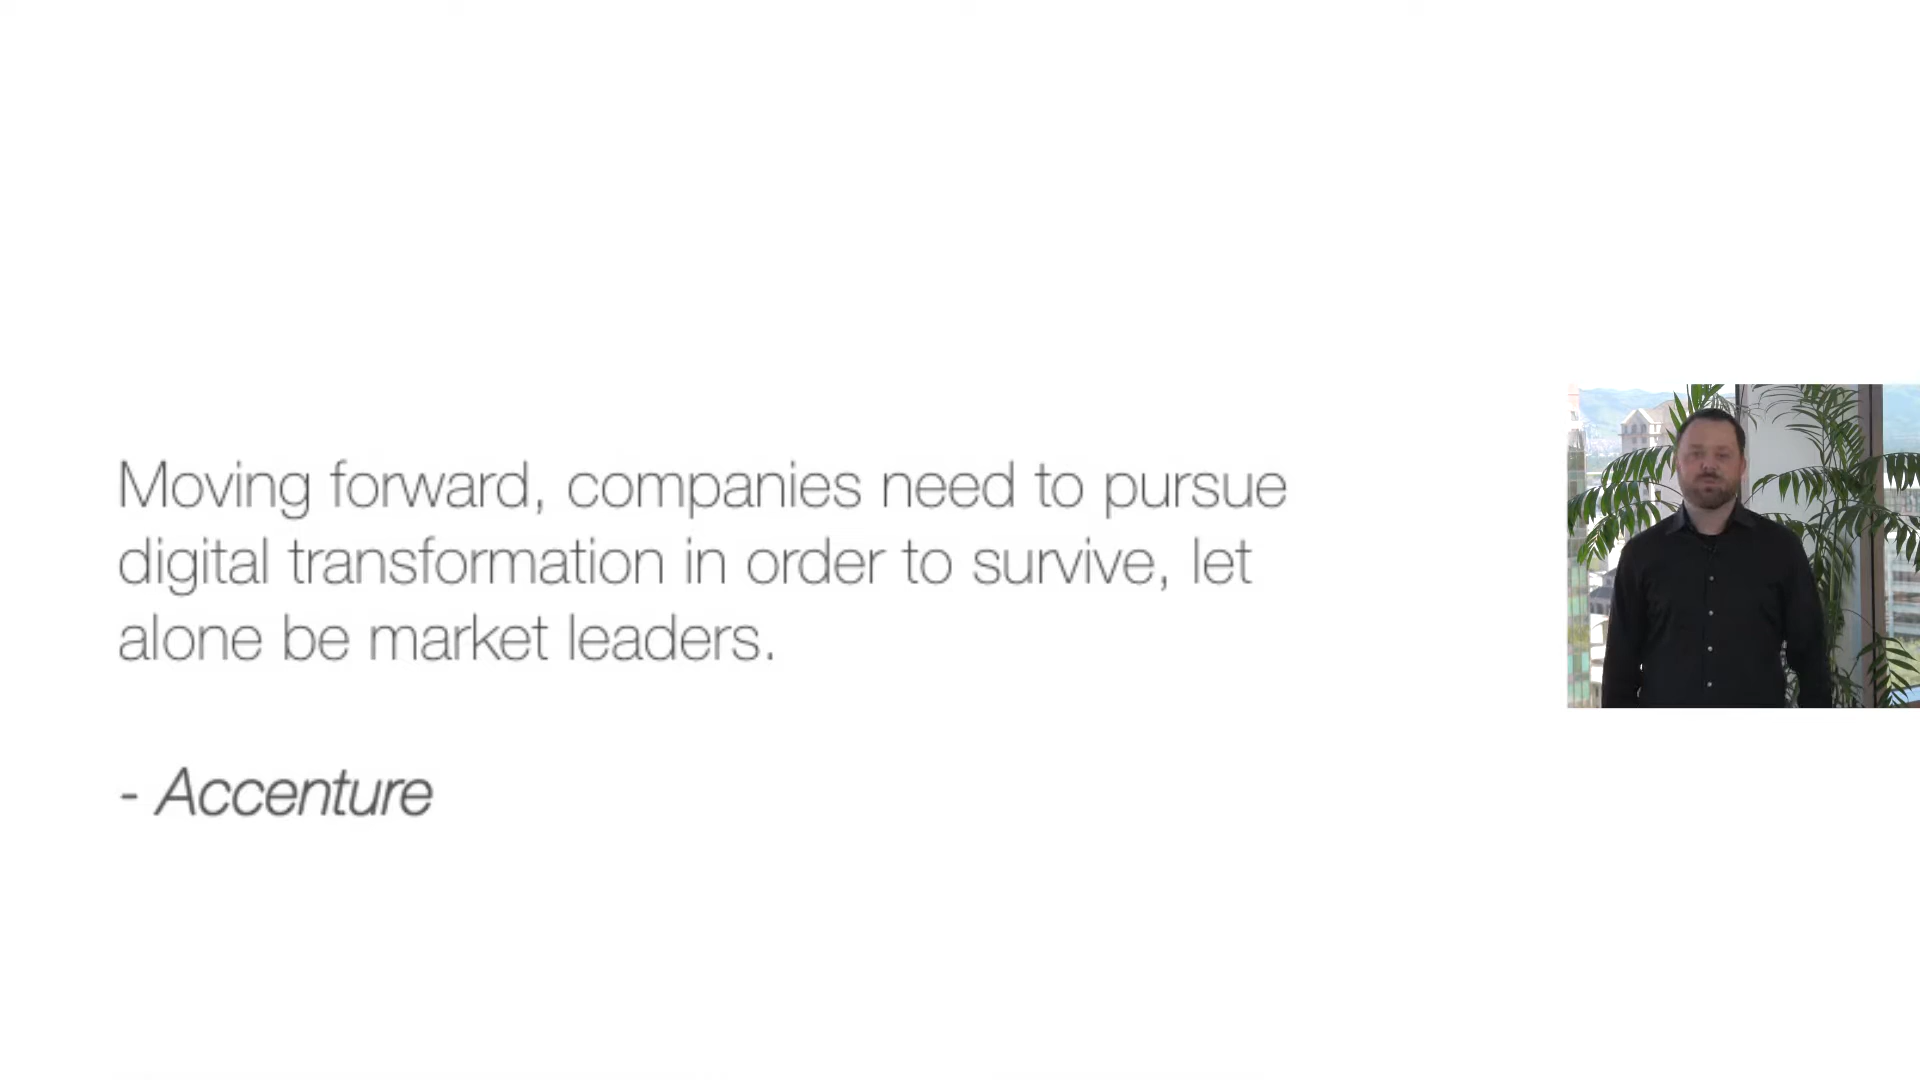 Moving forward, companies need to pursue
digital transformation in order to survive, let
alone be market leaders.
- Accenture